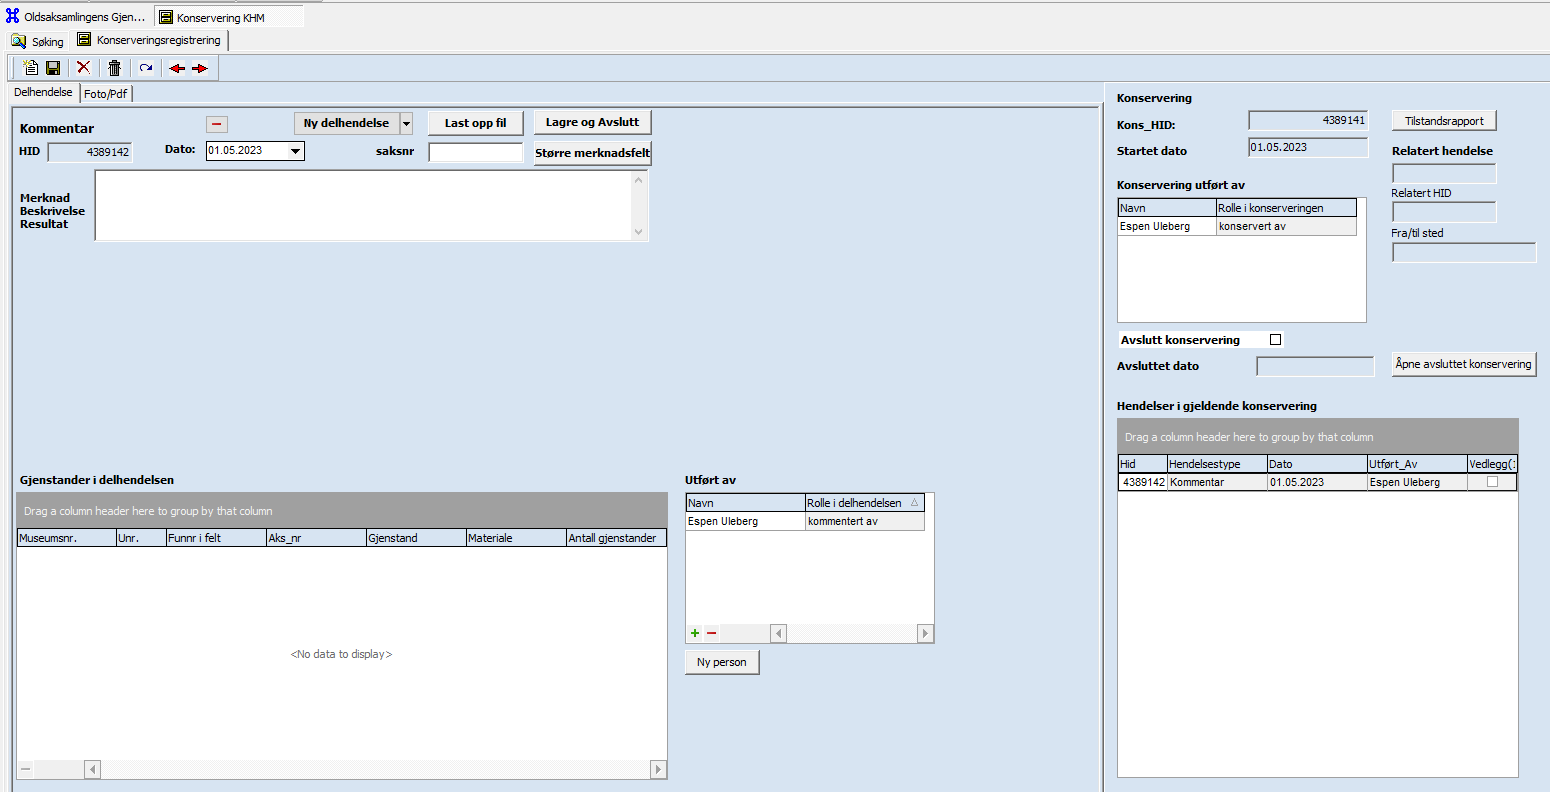 Oldsaksamlingens Gjen...
Konservering KHM
Søking
Konserveringsregistrering
Delhendelse
Foto/Pdf
Kommentar
Ny delhendelse
Last opp fil
Lagre og Avslutt
HID
4389142
Dato:
01.05.2023
saksnr
Større merknadsfelt
Merknad
Beskrivelse
Resultat
Gjenstander i delhendelsen
Drag a column header here to group by that column
Museumsnr.
Unr.
Funnr i felt
Aks_nr
Gjenstand
Materiale
Antall gjenstander
<No data to display>
Utført av
Navn
Rolle i delhendelsen
Espen Uleberg
kommentert av
Ny person
Konservering
Kons_HID:
4389141
Tilstandsrapport
Startet dato
01.05.2023
Relatert hendelse
Relatert HID
Fra/til sted
Konservering utført av
Navn
Rolle i konserveringen
Espen Uleberg
konservert av
Avslutt konservering
Avsluttet dato
Åpne avsluttet konservering
Hendelser i gjeldende konservering
Drag a column header here to group by that column
Hid
Hendelsestype
Dato
Utført_Av
Vedlegg(
4389142
Kommentar
01.05.2023
Espen Uleberg